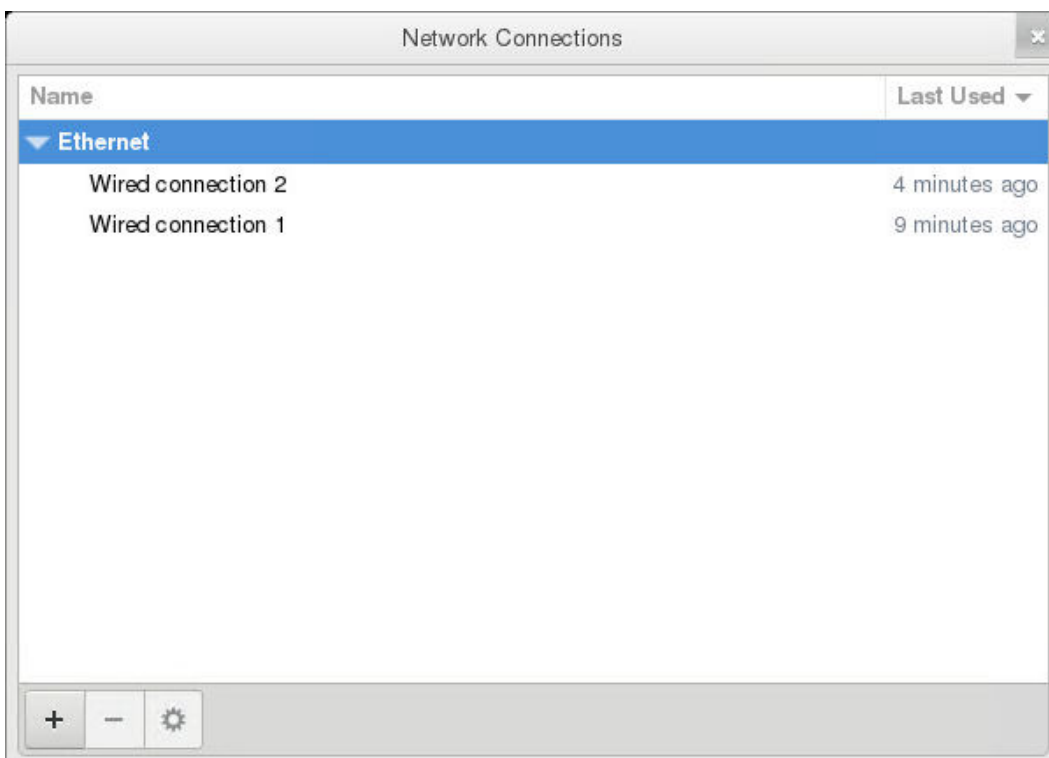 Network Connections
Name Last Used
Ethernet
Wired connection 2 4 minutes ago
Wired connection 1 9 minutes ago